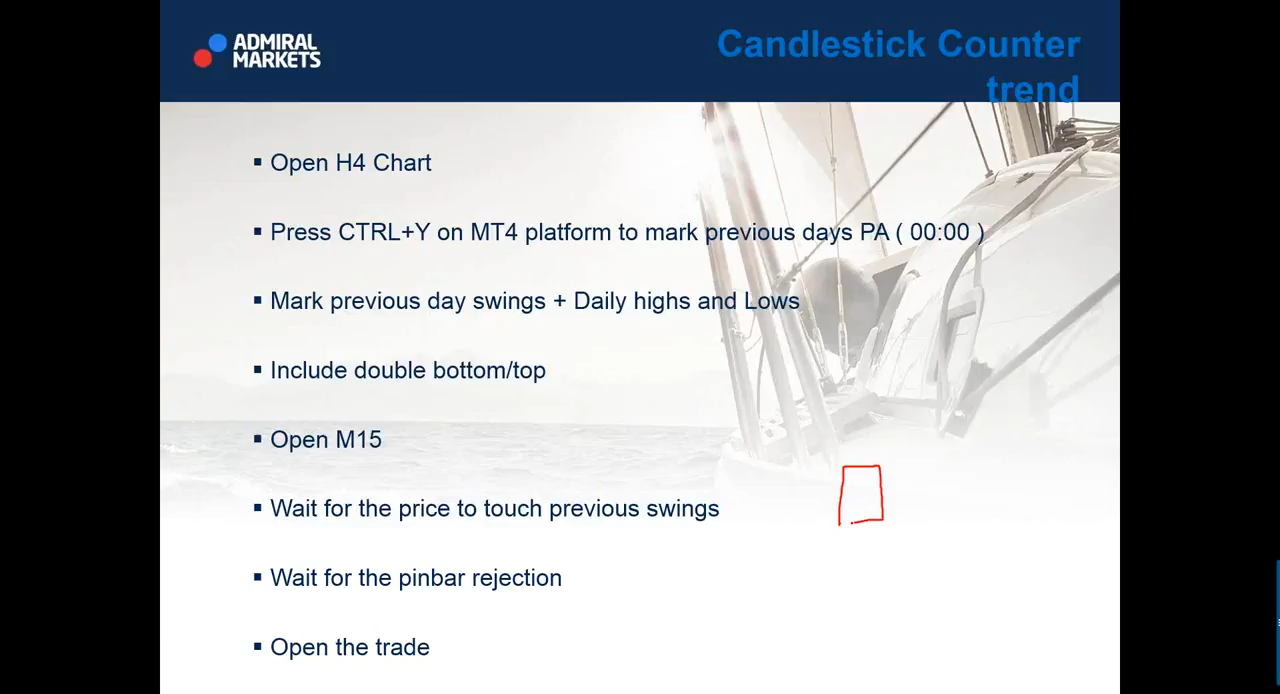 ADMIRAL
MARKETS
Candlestick Counter
trend
▪ Open H4 Chart
▪ Press CTRL+Y on MT4 platform to mark previous days PA ( 00:00 )
▪ Mark previous day swings + Daily highs and Lows
▪ Include double bottom/top
▪ Open M15
▪ Wait for the price to touch previous swings
▪ Wait for the pinbar rejection
▪ Open the trade